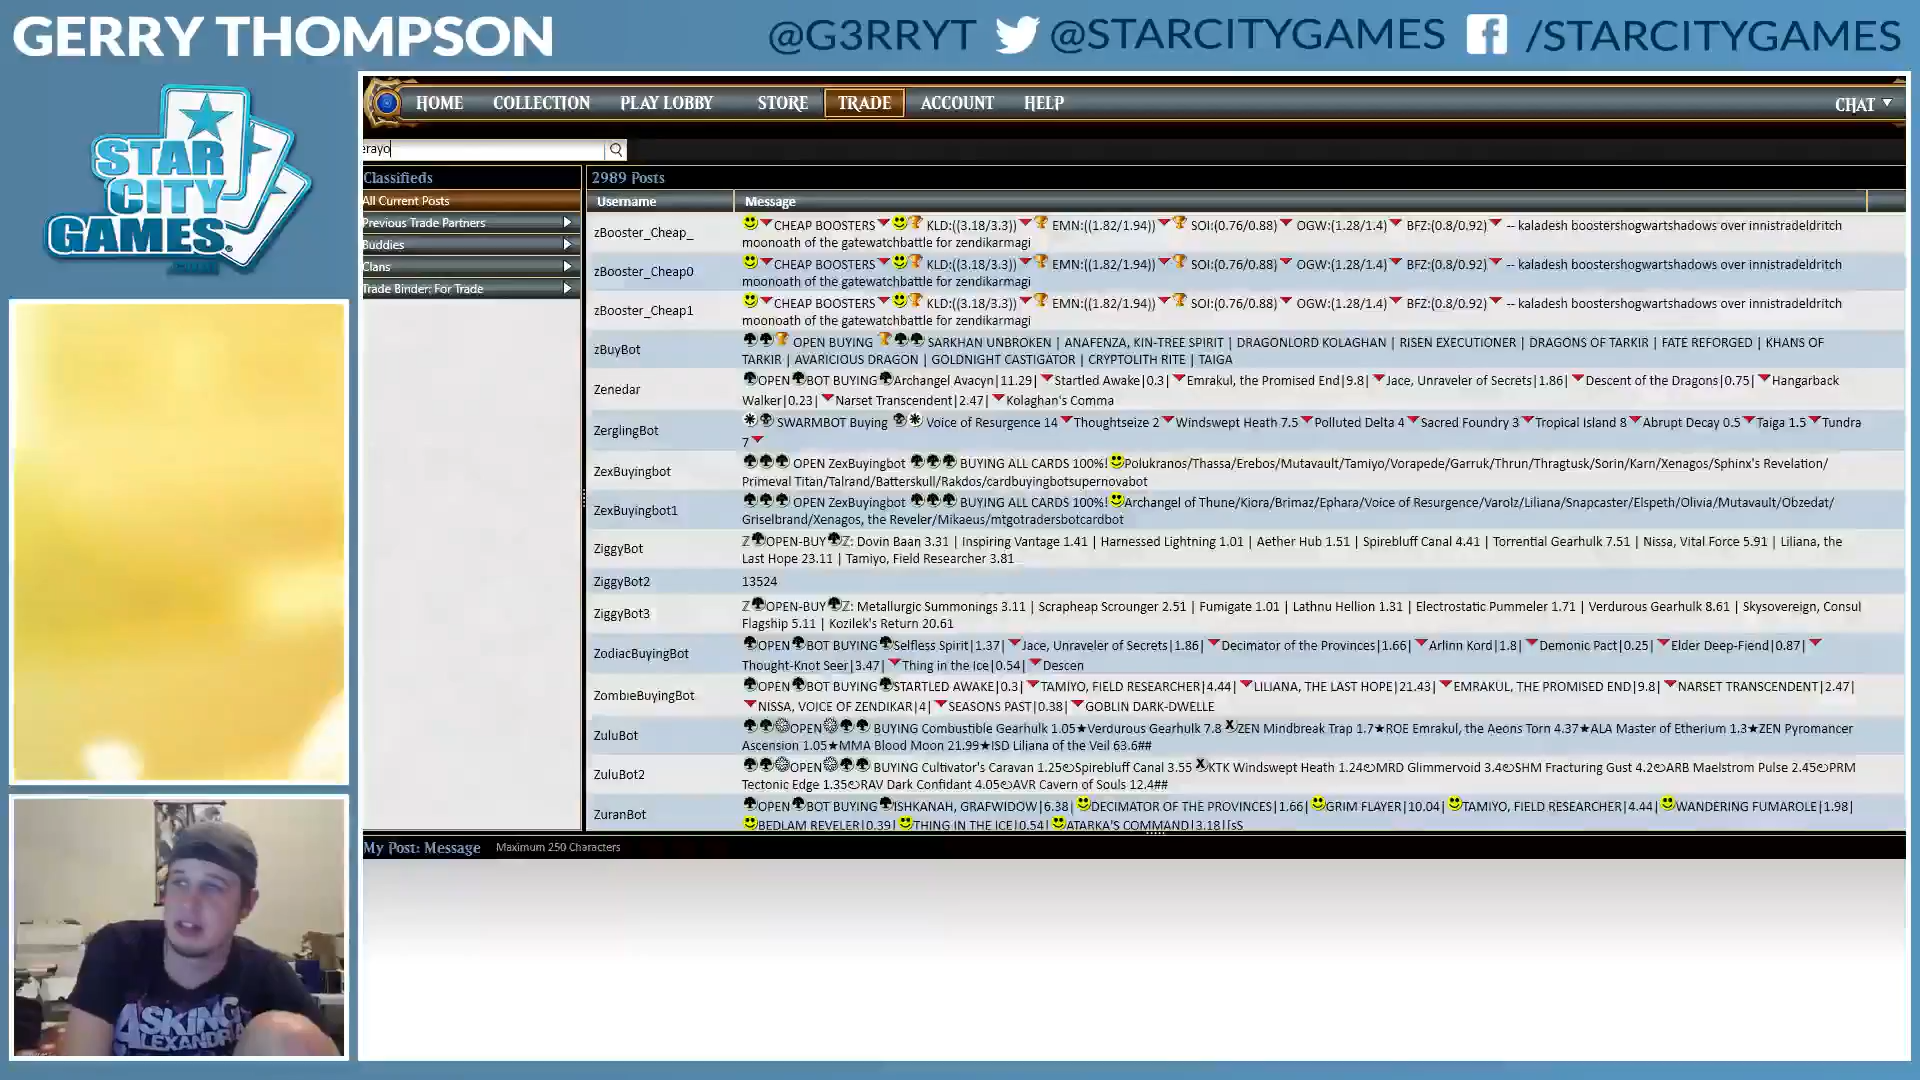 GERRY THOMPSON
@G3RRYT @STARCITYGAMES /STARCITYGAMES
STAR
CITY
GAMES
.COM
HOME COLLECTION PLAY LOBBY STORE TRADE ACCOUNT HELP CHAT
erayo
Classifieds
All Current Posts
Previous Trade Partners
Buddies
Clans
Trade Binder: For Trade
2989 Posts
Username Message
zBooster_Cheap_
CHEAP BOOSTERS KLD:((3.18/3.3)) EMN:((1.82/1.94)) SOI:(0.76/0.88) OGW:(1.28/1.4) BFZ:(0.8/0.92) -- kaladesh boostershogwartshadows over innistradeldritch
moonoath of the gatewatchbattle for zendikarmagi
zBooster_Cheap0
CHEAP BOOSTERS KLD:((3.18/3.3)) EMN:((1.82/1.94)) SOI:(0.76/0.88) OGW:(1.28/1.4) BFZ:(0.8/0.92) -- kaladesh boostershogwartshadows over innistradeldritch
moonoath of the gatewatchbattle for zendikarmagi
zBooster_Cheap1
CHEAP BOOSTERS KLD:((3.18/3.3)) EMN:((1.82/1.94)) SOI:(0.76/0.88) OGW:(1.28/1.4) BFZ:(0.8/0.92) -- kaladesh boostershogwartshadows over innistradeldritch
moonoath of the gatewatchbattle for zendikarmagi
zBuyBot
OPEN BUYING SARKHAN UNBROKEN | ANAFENZA, KIN-TREE SPIRIT | DRAGONLORD KOLAGHAN | RISEN EXECUTIONER | DRAGONS OF TARKIR | FATE REFORGED | KHANS OF
TARKIR | AVARICIOUS DRAGON | GOLDNIGHT CASTIGATOR | CRYPTOLITH RITE | TAIGA
Zenedar
OPEN BOT BUYING Archangel Avacyn|11.29| Startled Awake|0.3| Emrakul, the Promised End|9.8| Jace, Unraveler of Secrets|1.86| Descent of the Dragons|0.75| Hangarback
Walker|0.23| Narset Transcendent|2.47| Kolaghan's Comma
ZerglingBot
SWARMBOT Buying Voice of Resurgence 14 Thoughtseize 2 Windswept Heath 7.5 Polluted Delta 4 Sacred Foundry 3 Tropical Island 8 Abrupt Decay 0.5 Taiga 1.5 Tundra
7
ZexBuyingbot
OPEN ZexBuyingbot BUYING ALL CARDS 100%! Polukranos/Thassa/Erebos/Mutavault/Tamiyo/Vorapede/Garruk/Thrun/Thragtusk/Sorin/Karn/Xenagos/Sphinx's Revelation/
Primeval Titan/Talrand/Batterskull/Rakdos/cardbuyingbotsupernovabot
ZexBuyingbot1
OPEN ZexBuyingbot BUYING ALL CARDS 100%! Archangel of Thune/Kiora/Brimaz/Ephara/Voice of Resurgence/Varolz/Liliana/Snapcaster/Elspeth/Olivia/Mutavault/Obzedat/
Griselbrand/Xenagos, the Reveler/Mikaeus/mtgotradersbotcardbot
ZiggyBot
ℤ OPEN-BUY ℤ: Dovin Baan 3.31 | Inspiring Vantage 1.41 | Harnessed Lightning 1.01 | Aether Hub 1.51 | Spirebluff Canal 4.41 | Torrential Gearhulk 7.51 | Nissa, Vital Force 5.91 | Liliana, the
Last Hope 23.11 | Tamiyo, Field Researcher 3.81
ZiggyBot2
13524
ZiggyBot3
ℤ OPEN-BUY ℤ: Metallurgic Summonings 3.11 | Scrapheap Scrounger 2.51 | Fumigate 1.01 | Lathnu Hellion 1.31 | Electrostatic Pummeler 1.71 | Verdurous Gearhulk 8.61 | Skysovereign, Consul
Flagship 5.11 | Kozilek's Return 20.61
ZodiacBuyingBot
OPEN BOT BUYING Selfless Spirit|1.37| Jace, Unraveler of Secrets|1.86| Decimator of the Provinces|1.66| Arlinn Kord|1.8| Demonic Pact|0.25| Elder Deep-Fiend|0.87|
Thought-Knot Seer|3.47| Thing in the Ice|0.54| Descen
ZombieBuyingBot
OPEN BOT BUYING STARTLED AWAKE|0.3| TAMIYO, FIELD RESEARCHER|4.44| LILIANA, THE LAST HOPE|21.43| EMRAKUL, THE PROMISED END|9.8| NARSET TRANSCENDENT|2.47|
NISSA, VOICE OF ZENDIKAR|4| SEASONS PAST|0.38| GOBLIN DARK-DWELLE
ZuluBot
OPEN BUYING Combustible Gearhulk 1.05★Verdurous Gearhulk 7.8 ZEN Mindbreak Trap 1.7★ROE Emrakul, the Aeons Torn 4.37★ALA Master of Etherium 1.3★ZEN Pyromancer
Ascension 1.05★MMA Blood Moon 21.99★ISD Liliana of the Veil 63.6##
ZuluBot2
OPEN BUYING Cultivator's Caravan 1.25 Spirebluff Canal 3.55 KTK Windswept Heath 1.24 MRD Glimmervoid 3.4 SHM Fracturing Gust 4.2 ARB Maelstrom Pulse 2.45 PRM
Tectonic Edge 1.35 RAV Dark Confidant 4.05 AVR Cavern of Souls 12.4##
ZuranBot
OPEN BOT BUYING ISHKANAH, GRAFWIDOW|6.38| DECIMATOR OF THE PROVINCES|1.66| GRIM FLAYER|10.04| TAMIYO, FIELD RESEARCHER|4.44| WANDERING FUMAROLE|1.98|
BEDLAM REVELER|0.39| THING IN THE ICE|0.54| ATARKA'S COMMAND|3.18|[sS
My Post: Message Maximum 250 Characters
ASKING
ALEXANDRIA